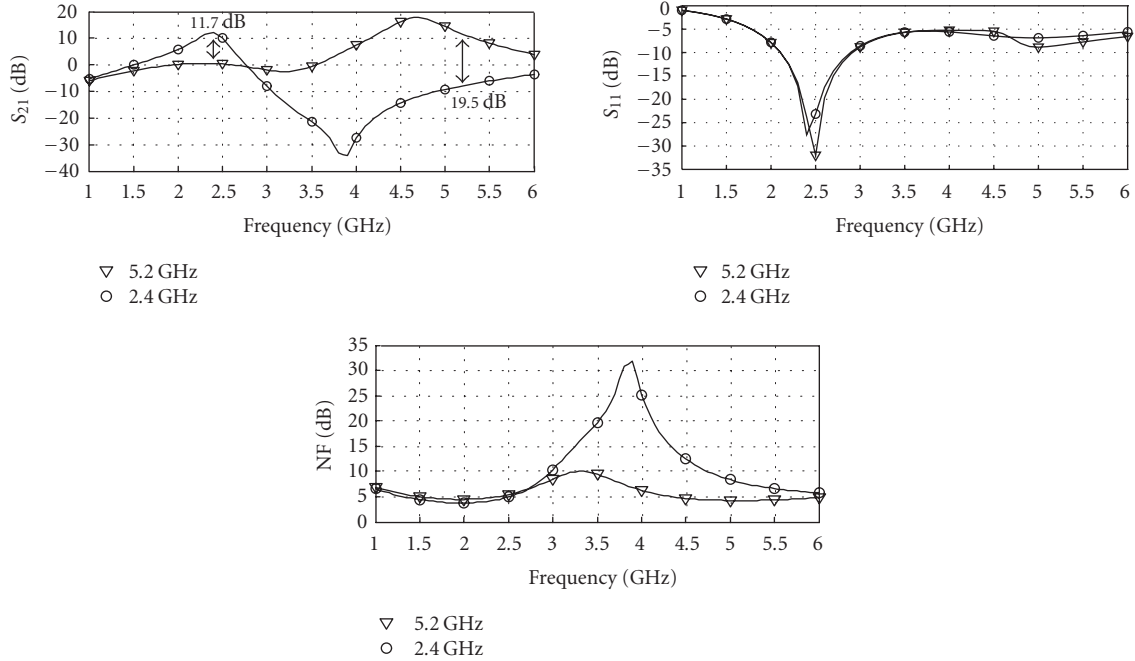 20
10
0
−10
−20
−30
−40
S21 (dB)
11.7 dB
19.5 dB
1 1.5 2 2.5 3 3.5 4 4.5 5 5.5 6
Frequency (GHz)
5.2 GHz
2.4 GHz
0
−5
−10
−15
−20
−25
−30
−35
S11 (dB)
1 1.5 2 2.5 3 3.5 4 4.5 5 5.5 6
Frequency (GHz)
5.2 GHz
2.4 GHz
35
30
25
20
15
10
5
0
NF (dB)
1 1.5 2 2.5 3 3.5 4 4.5 5 5.5 6
Frequency (GHz)
5.2 GHz
2.4 GHz